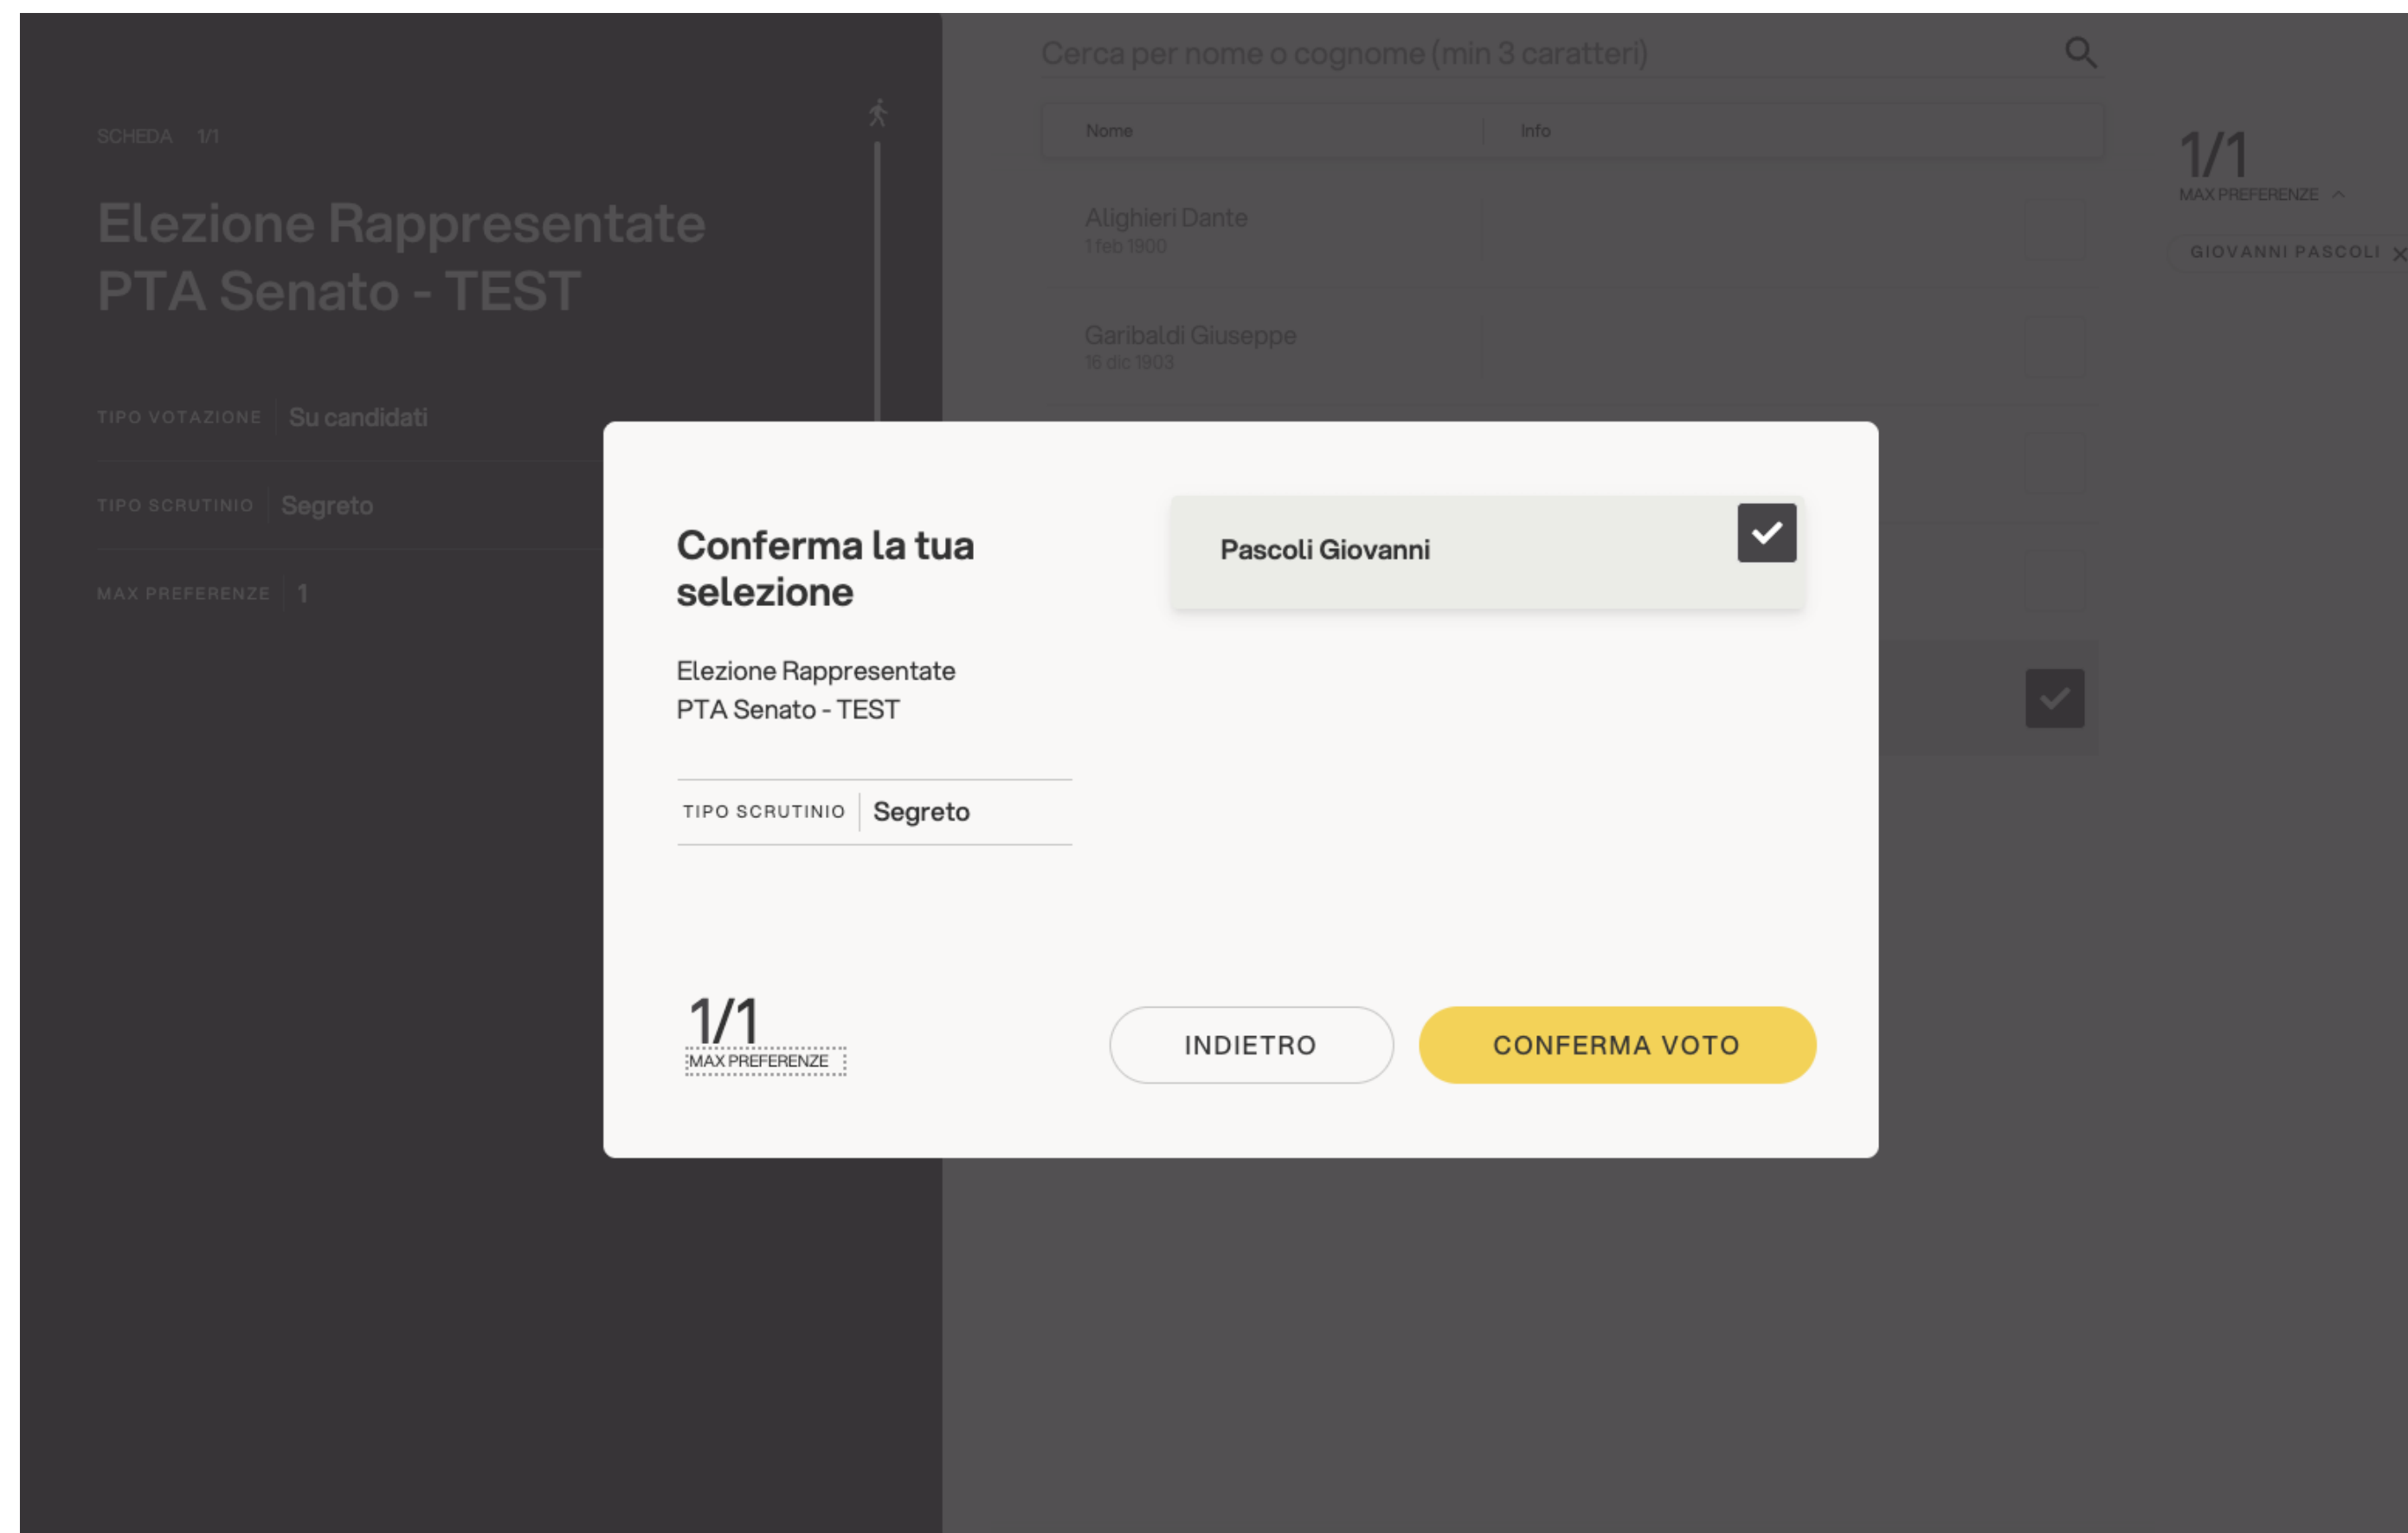 SCHEDA 1/1
Elezione Rappresentate
PTA Senato - TEST
TIPO VOTAZIONE Su candidati
TIPO SCRUTINIO Segreto
MAX PREFERENZE 1
Cerca per nome o cognome (min 3 caratteri)
Nome Info
Alighieri Dante
1 feb 1900
Garibaldi Giuseppe
16 dic 1903
1/1
MAX PREFERENZE
GIOVANNI PASCOLI
Conferma la tua
selezione
Elezione Rappresentate
PTA Senato - TEST
TIPO SCRUTINIO Segreto
Pascoli Giovanni
1/1
MAX PREFERENZE
INDIETRO
CONFERMA VOTO